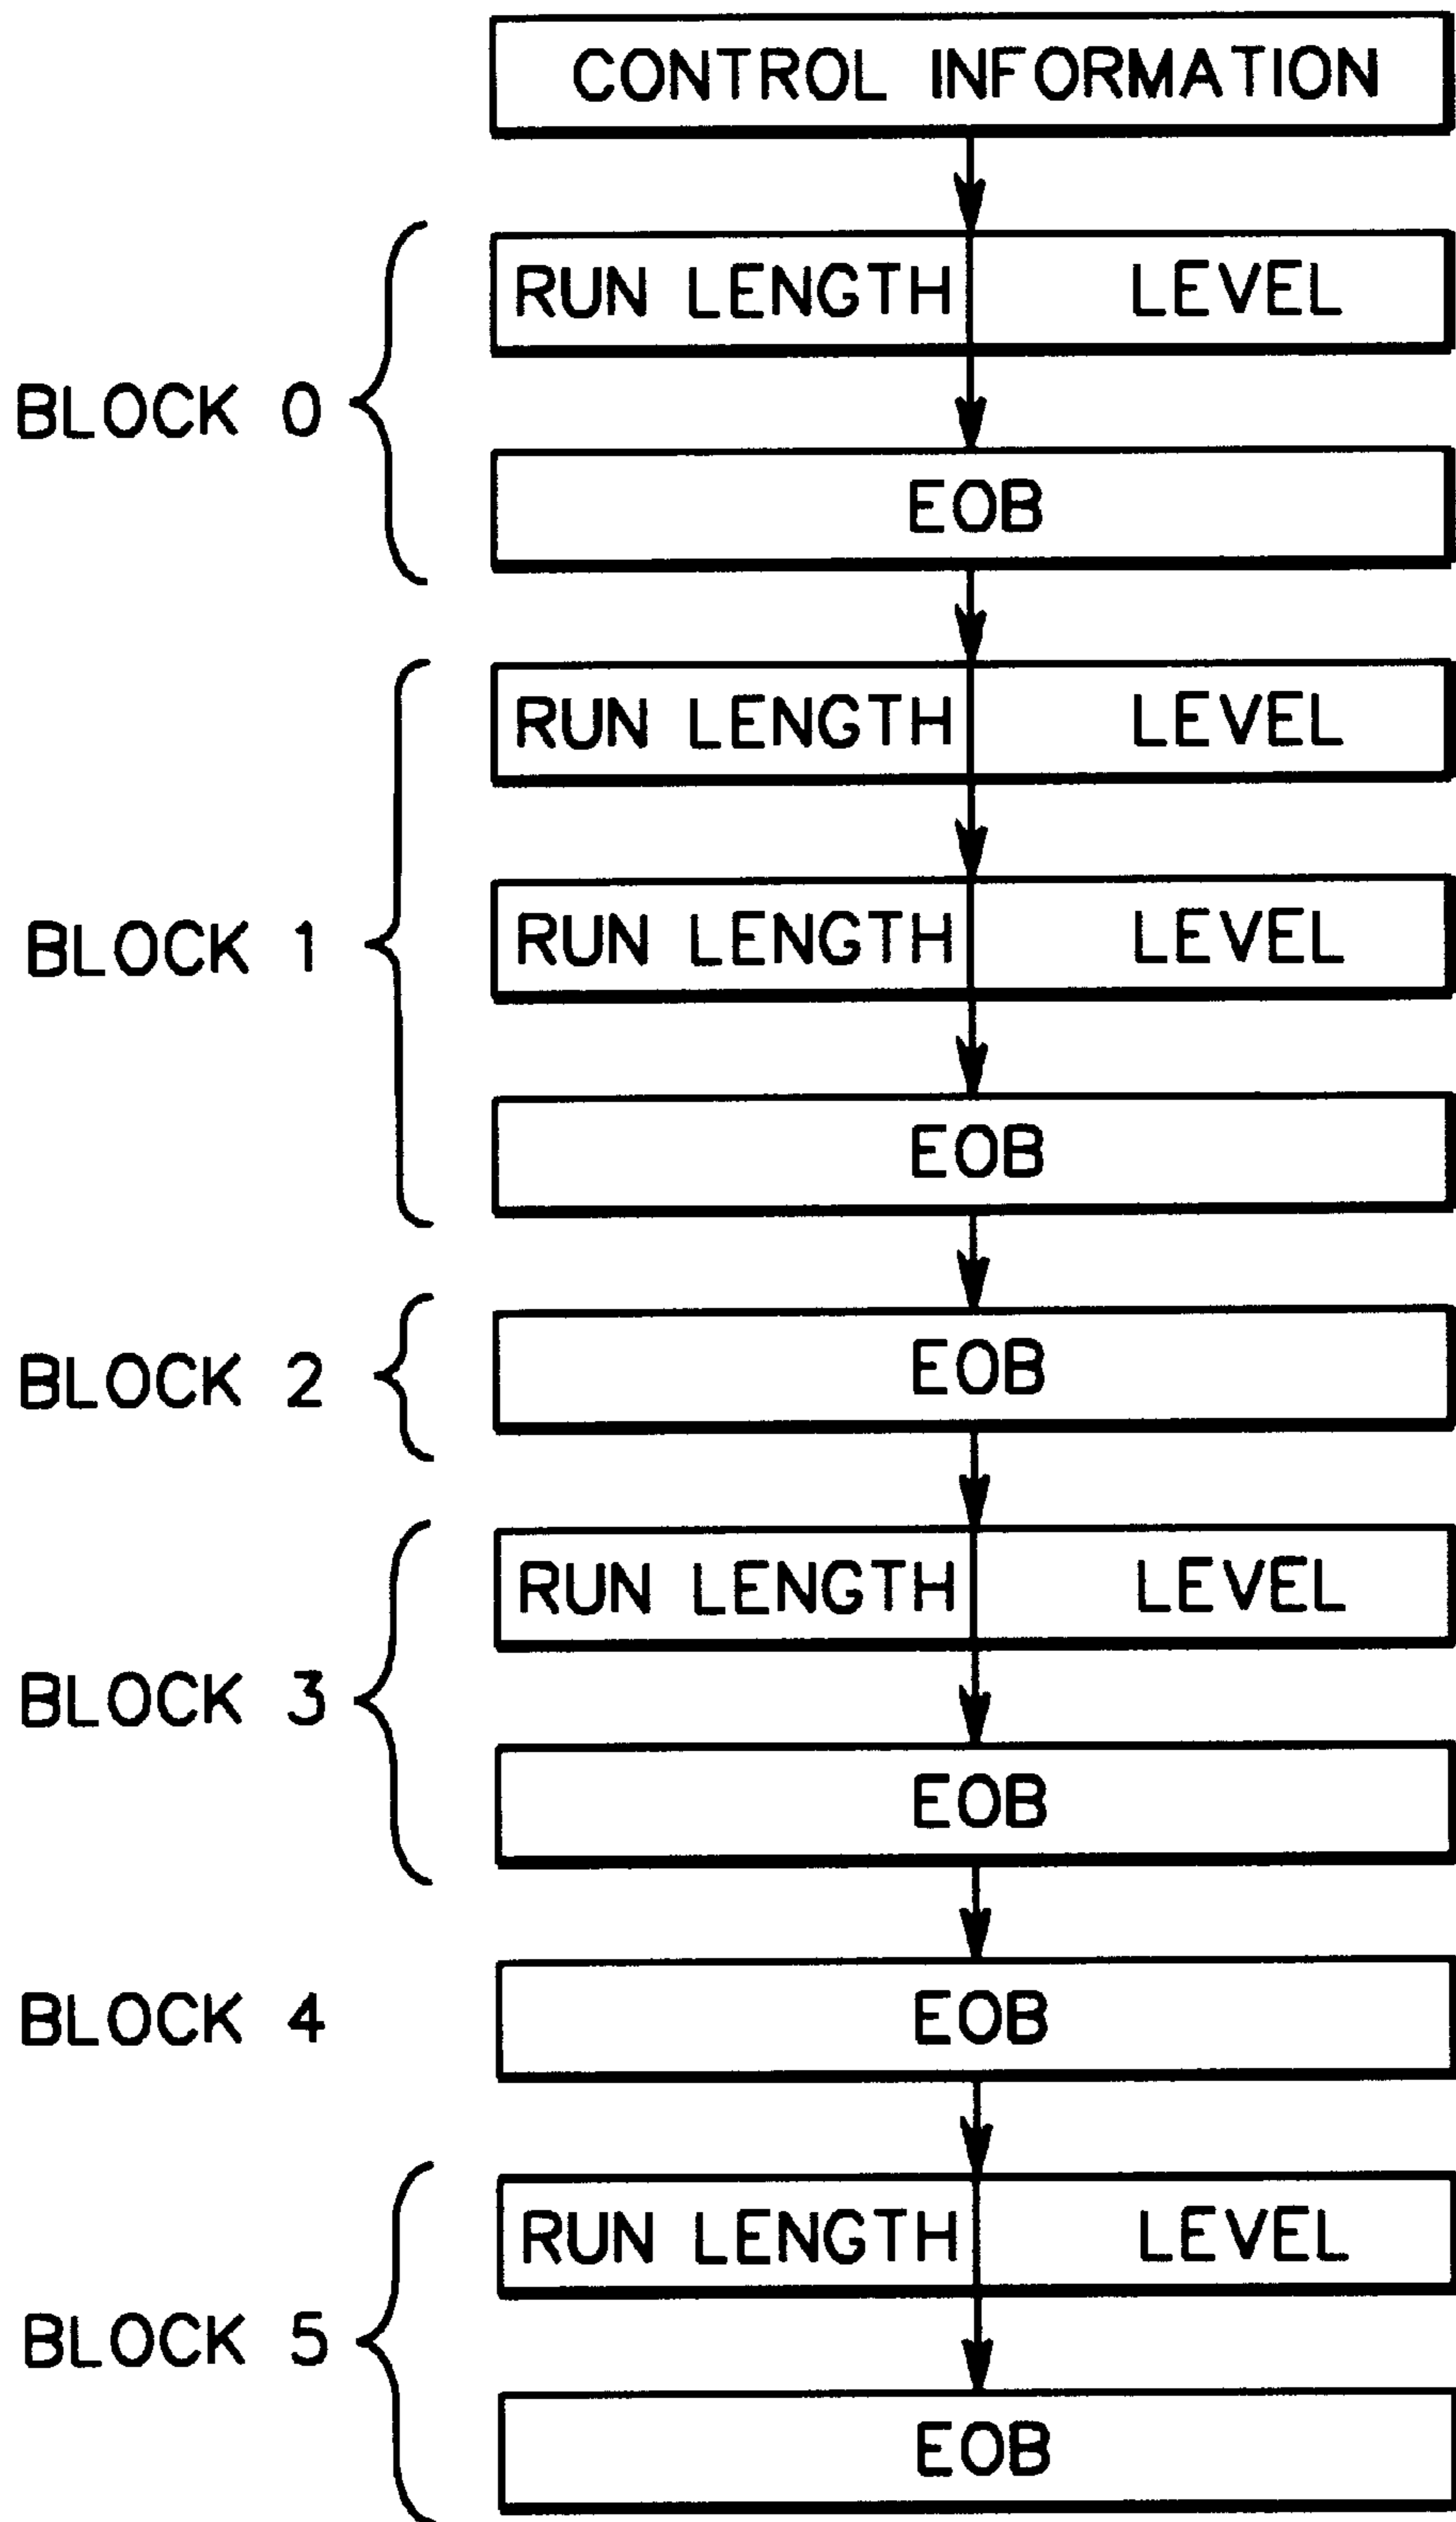 CONTROL INFORMATION
RUN LENGTH LEVEL
BLOCK 0
EOB
RUN LENGTH LEVEL
BLOCK 1
RUN LENGTH LEVEL
EOB
BLOCK 2
EOB
RUN LENGTH LEVEL
BLOCK 3
EOB
BLOCK 4
EOB
RUN LENGTH LEVEL
BLOCK 5
EOB